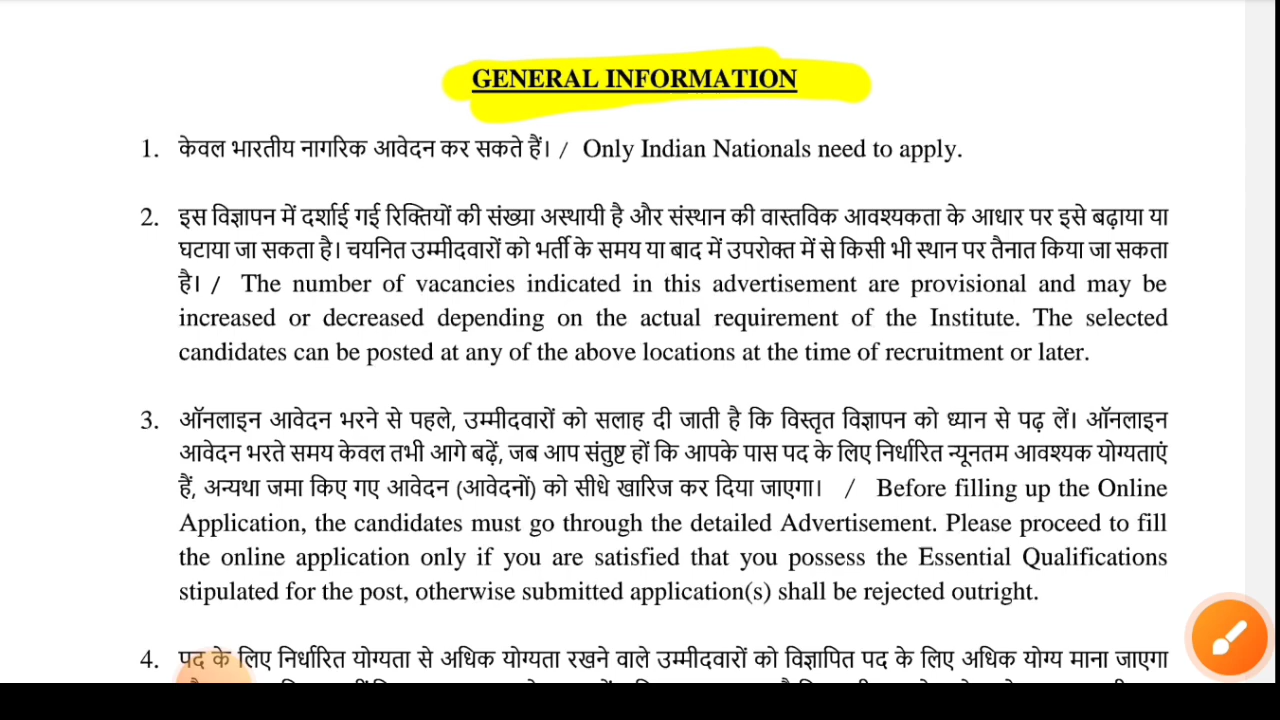 GENERAL INFORMATION
1. केवल भारतीय नागरिक आवेदन कर सकते हैं। / Only Indian Nationals need to apply.
2. इस विज्ञापन में दर्शाई गई रिक्तियों की संख्या अस्थायी है और संस्थान की वास्तविक आवश्यकता के आधार पर इसे बढ़ाया या
घटाया जा सकता है। चयनित उम्मीदवारों को भर्ती के समय या बाद में उपरोक्त में से किसी भी स्थान पर तैनात किया जा सकता
है। / The number of vacancies indicated in this advertisement are provisional and may be
increased or decreased depending on the actual requirement of the Institute. The selected
candidates can be posted at any of the above locations at the time of recruitment or later.
3. ऑनलाइन आवेदन भरने से पहले, उम्मीदवारों को सलाह दी जाती है कि विस्तृत विज्ञापन को ध्यान से पढ़ लें। ऑनलाइन
आवेदन भरते समय केवल तभी आगे बढ़ें, जब आप संतुष्ट हों कि आपके पास पद के लिए निर्धारित न्यूनतम आवश्यक योग्यताएं
हैं, अन्यथा जमा किए गए आवेदन (आवेदनों) को सीधे खारिज कर दिया जाएगा। / Before filling up the Online
Application, the candidates must go through the detailed Advertisement. Please proceed to fill
the online application only if you are satisfied that you possess the Essential Qualifications
stipulated for the post, otherwise submitted application(s) shall be rejected outright.
4. पद के लिए निर्धारित योग्यता से अधिक योग्यता रखने वाले उम्मीदवारों को विज्ञापित पद के लिए अधिक योग्य माना जाएगा